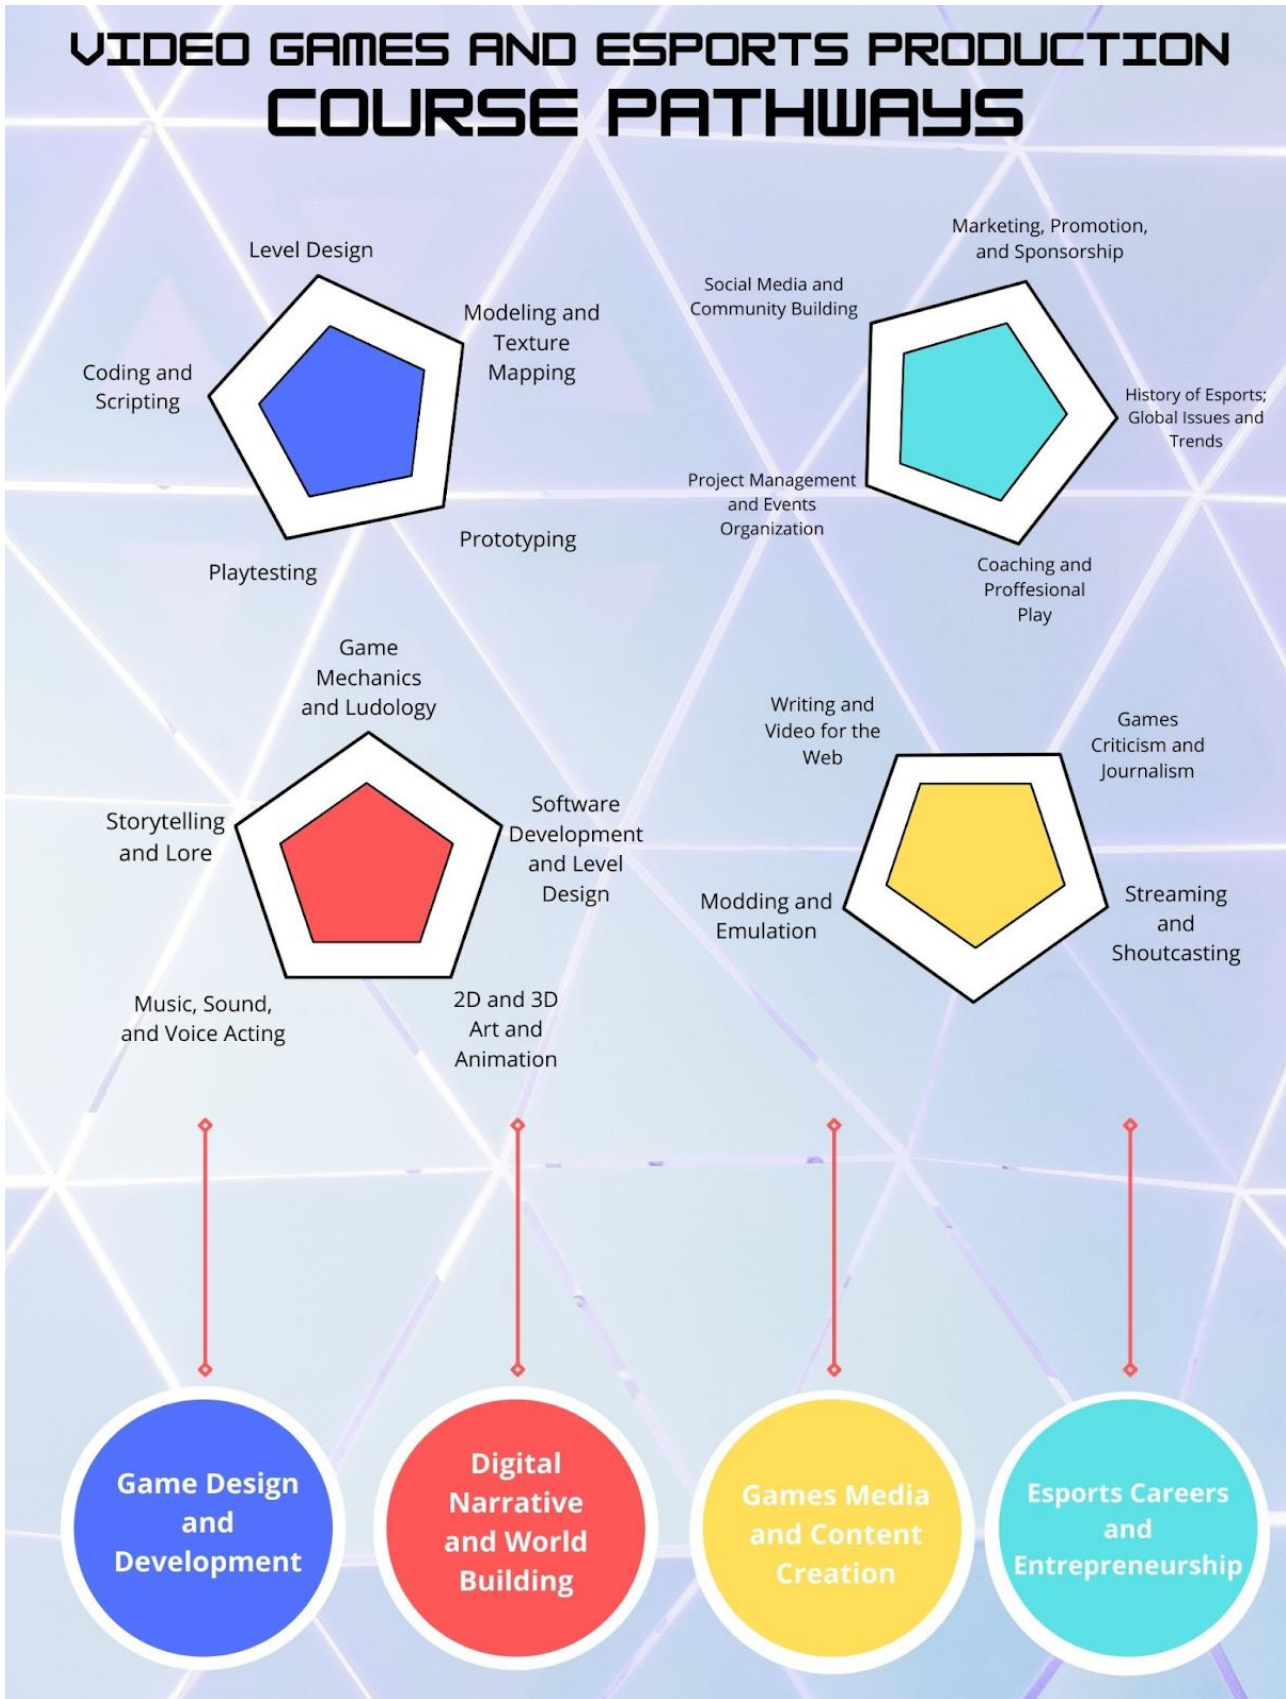 VIDEO GAMES AND ESPORTS PRODUCTION
COURSE PATHWAYS
Level Design
Modeling and
Texture
Mapping
Coding and
Scripting
Prototyping
Playtesting
Marketing, Promotion,
and Sponsorship
Social Media and
Community Building
History of Esports;
Global Issues and
Trends
Project Management
and Events
Organization
Coaching and
Proffesional
Play
Game
Mechanics
and Ludology
Storytelling
and Lore
Software
Development
and Level
Design
Music, Sound,
and Voice Acting
2D and 3D
Art and
Animation
Writing and
Video for the
Web
Games
Criticism and
Journalism
Modding and
Emulation
Streaming
and
Shoutcasting
Game Design
and
Development
Digital
Narrative
and World
Building
Games Media
and Content
Creation
Esports Careers
and
Entrepreneurship